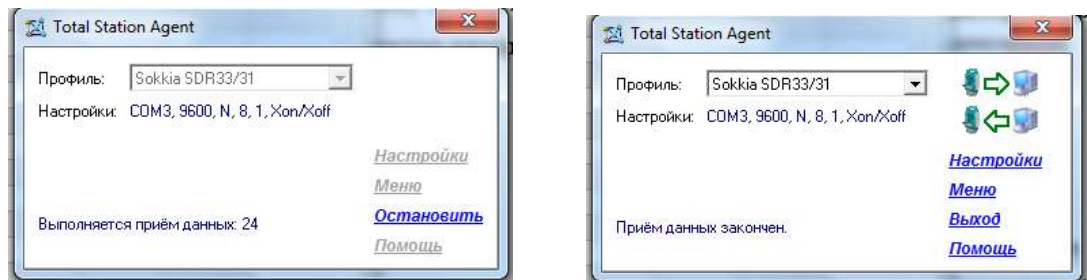 Total Station Agent
Профиль: Sokkia SDR33/31
Настройки: COM3, 9600, N, 8, 1, Xon/Xoff
Настройки
Меню
Остановить
Выполняется приём данных: 24
Помощь
Total Station Agent
Профиль: Sokkia SDR33/31
Настройки: COM3, 9600, N, 8, 1, Xon/Xoff
Настройки
Меню
Выход
Приём данных закончен.
Помощь